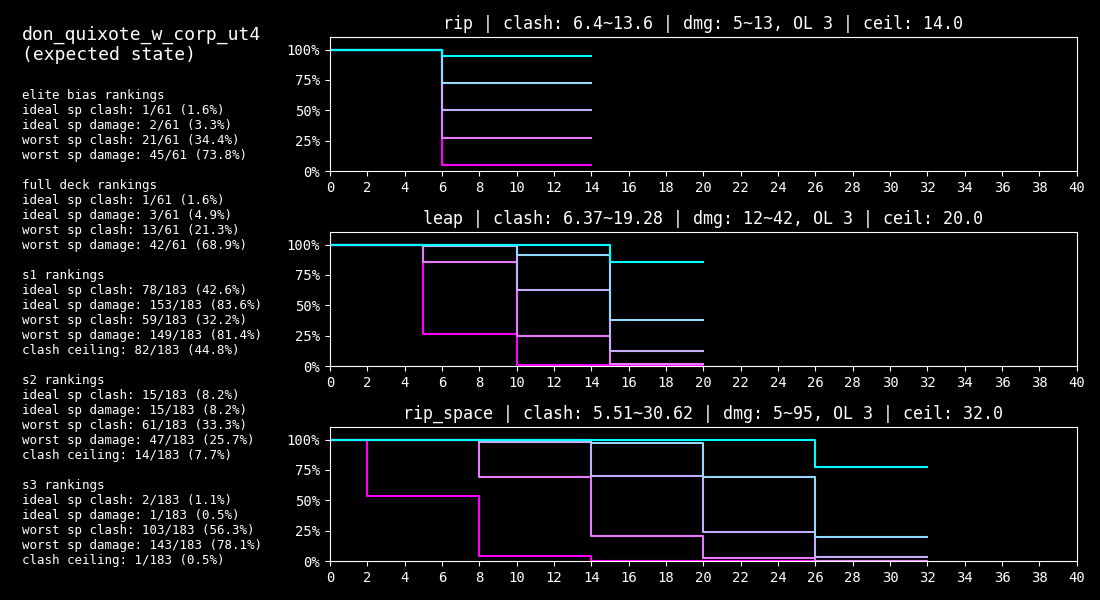 don_quixote_w_corp_ut4
(expected state)
elite bias rankings
ideal sp clash: 1/61 (1.6%)
ideal sp damage: 2/61 (3.3%)
worst sp clash: 21/61 (34.4%)
worst sp damage: 45/61 (73.8%)
full deck rankings
ideal sp clash: 1/61 (1.6%)
ideal sp damage: 3/61 (4.9%)
worst sp clash: 13/61 (21.3%)
worst sp damage: 42/61 (68.9%)
s1 rankings
ideal sp clash: 78/183 (42.6%)
ideal sp damage: 153/183 (83.6%)
worst sp clash: 59/183 (32.2%)
worst sp damage: 149/183 (81.4%)
clash ceiling: 82/183 (44.8%)
s2 rankings
ideal sp clash: 15/183 (8.2%)
ideal sp damage: 15/183 (8.2%)
worst sp clash: 61/183 (33.3%)
worst sp damage: 47/183 (25.7%)
clash ceiling: 14/183 (7.7%)
s3 rankings
ideal sp clash: 2/183 (1.1%)
ideal sp damage: 1/183 (0.5%)
worst sp clash: 103/183 (56.3%)
worst sp damage: 143/183 (78.1%)
clash ceiling: 1/183 (0.5%)
rip | clash: 6.4~13.6 | dmg: 5~13, OL 3 | ceil: 14.0
100%
75%
50%
25%
0%
0 2 4 6 8 10 12 14 16 18 20 22 24 26 28 30 32 34 36 38 40
leap | clash: 6.37~19.28 | dmg: 12~42, OL 3 | ceil: 20.0
100%
75%
50%
25%
0%
0 2 4 6 8 10 12 14 16 18 20 22 24 26 28 30 32 34 36 38 40
rip_space | clash: 5.51~30.62 | dmg: 5~95, OL 3 | ceil: 32.0
100%
75%
50%
25%
0%
0 2 4 6 8 10 12 14 16 18 20 22 24 26 28 30 32 34 36 38 40